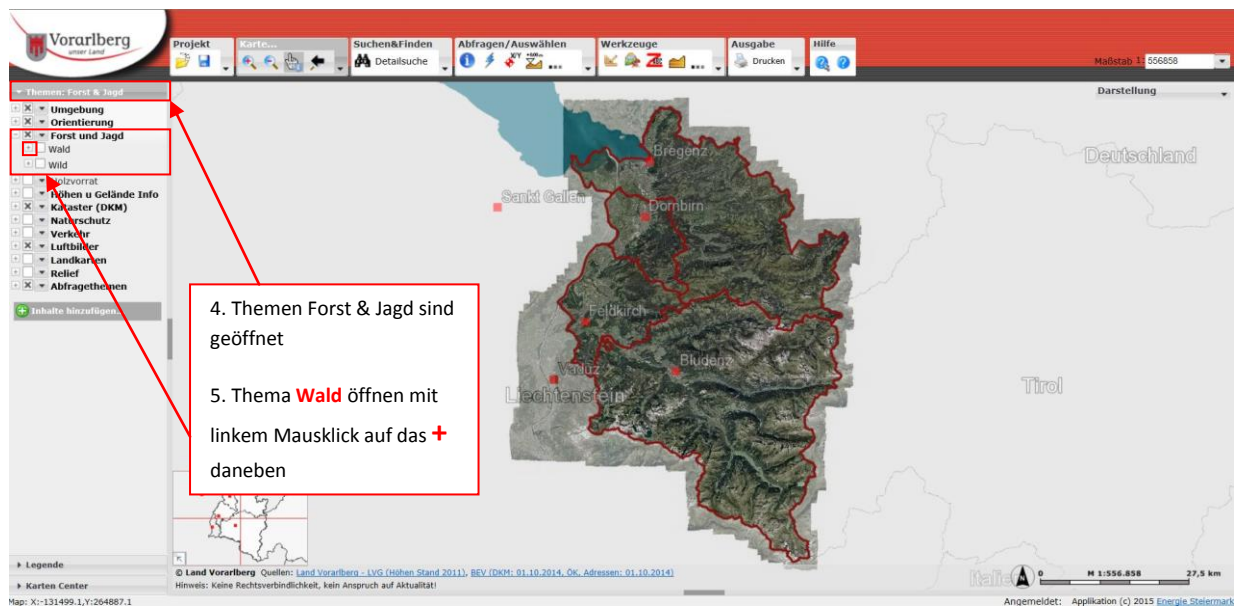 Vorarlberg
unser Land
Projekt
Karte...
Suchen&Finden
Detailsuche
Abfragen/Auswählen
Werkzeuge
Ausgabe
Drucken
Hilfe
Maßstab 1: 556858
Themen: Forst & Jagd
Darstellung
Umgebung
Orientierung
Forst und Jagd
Wald
Wild
Holzvorrat
Höhen u Gelände Info
Kataster (DKM)
Naturschutz
Verkehr
Luftbilder
Landkarten
Relief
Abfragethemen
Inhalte hinzufügen...
4. Themen Forst & Jagd sind
geöffnet
5. Thema Wald öffnen mit
linkem Mausklick auf das +
daneben
Bregenz
Deutschland
Sankt Gallen
Dornbirn
Feldkirch
Bludenz
Vaduz
Liechtenstein
Tirol
Italien
Legende
Karten Center
© Land Vorarlberg Quellen: Land Vorarlberg - LVG (Höhen Stand 2011), BEV (DKM: 01.10.2014, ÖK, Adressen: 01.10.2014)
Hinweis: Keine Rechtsverbindlichkeit, kein Anspruch auf Aktualität!
0 M 1:556.858 27,5 km
Map: X:-131499.1,Y:264887.1
Angemeldet: Applikation (c) 2015 Energie Steiermark